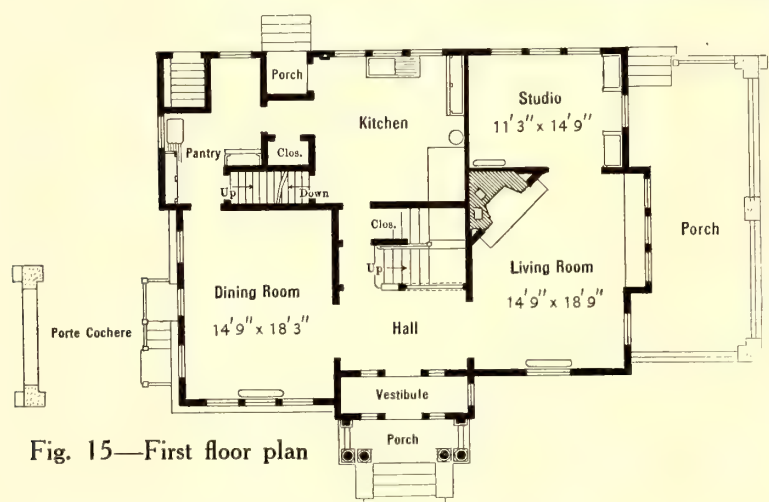 Porch
Studio
11'3" x 14'9"
Kitchen
Pantry
Clos.
Up
Down
Clos.
Porch
Up
Living Room
14'9" x 18'9"
Dining Room
14'9" x 18'3"
Porte Cochere
Hall
Vestibule
Porch
Fig. 15—First floor plan